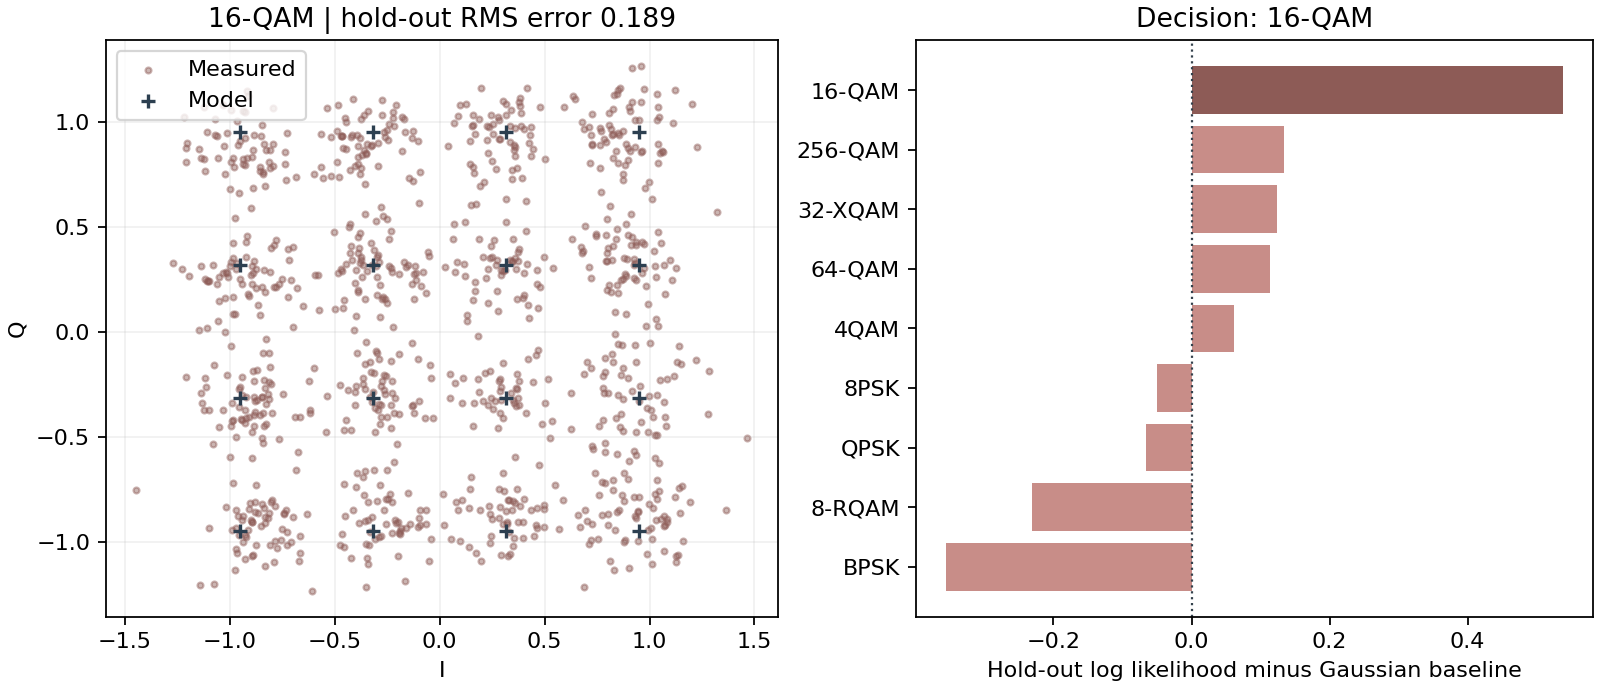 16-QAM | hold-out RMS error 0.189
Measured
Model
1.0
0.5
0.0
−0.5
−1.0
Q
−1.5
−1.0
−0.5
0.0
0.5
1.0
1.5
I
Decision: 16-QAM
16-QAM
256-QAM
32-XQAM
64-QAM
4QAM
8PSK
QPSK
8-RQAM
BPSK
−0.2
0.0
0.2
0.4
Hold-out log likelihood minus Gaussian baseline